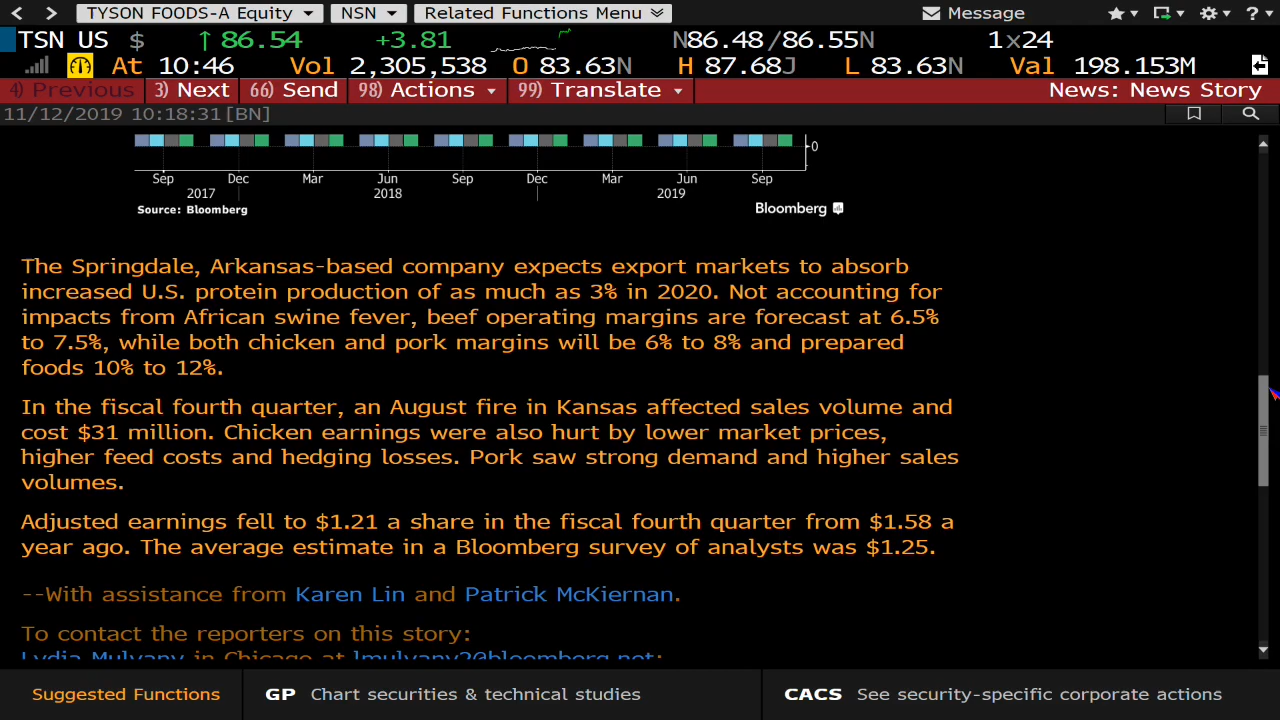 < > TYSON FOODS-A Equity NSN Related Functions Menu Message ?
TSN US $ ↑ 86.54 +3.81 N86.48/86.55N 1x24
At 10:46 Vol 2,305,538 O 83.63N H 87.68J L 83.63N Val 198.153M
4) Previous 3) Next 66) Send 98) Actions 99) Translate News: News Story
11/12/2019 10:18:31[BN]
0
Sep Dec Mar Jun Sep Dec Mar Jun Sep
2017 2018 2019
Source: Bloomberg Bloomberg
The Springdale, Arkansas-based company expects export markets to absorb
increased U.S. protein production of as much as 3% in 2020. Not accounting for
impacts from African swine fever, beef operating margins are forecast at 6.5%
to 7.5%, while both chicken and pork margins will be 6% to 8% and prepared
foods 10% to 12%.
In the fiscal fourth quarter, an August fire in Kansas affected sales volume and
cost $31 million. Chicken earnings were also hurt by lower market prices,
higher feed costs and hedging losses. Pork saw strong demand and higher sales
volumes.
Adjusted earnings fell to $1.21 a share in the fiscal fourth quarter from $1.58 a
year ago. The average estimate in a Bloomberg survey of analysts was $1.25.
--With assistance from Karen Lin and Patrick McKiernan.
To contact the reporters on this story:
Lydia Mulvany in Chicago at lmulvany2@bloomberg.net;
Suggested Functions GP Chart securities & technical studies CACS See security-specific corporate actions